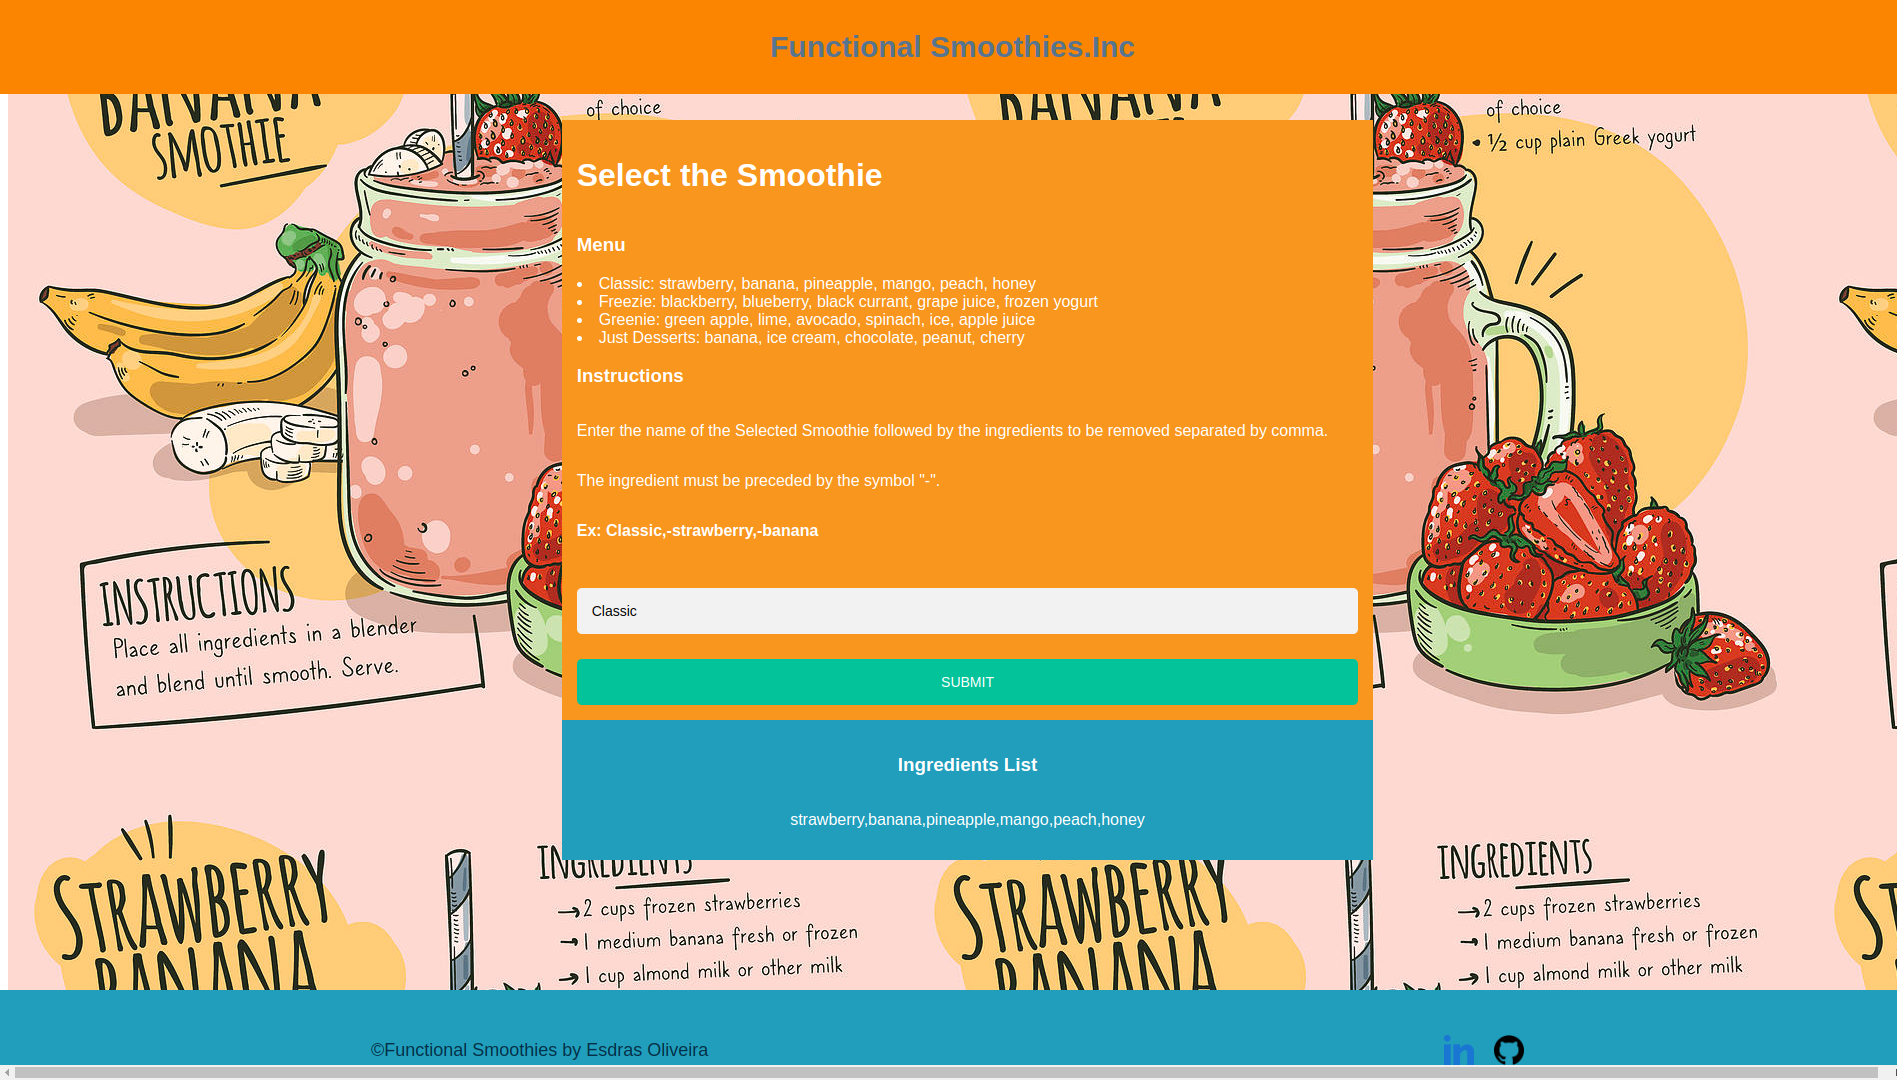 Functional Smoothies.Inc
BANANA
SMOTHIE
of choice
BANANA
of choice
• ½ cup plain Greek yogurt
Select the Smoothie
Menu
• Classic: strawberry, banana, pineapple, mango, peach, honey
• Freezie: blackberry, blueberry, black currant, grape juice, frozen yogurt
• Greenie: green apple, lime, avocado, spinach, ice, apple juice
• Just Desserts: banana, ice cream, chocolate, peanut, cherry
Instructions
Enter the name of the Selected Smoothie followed by the ingredients to be removed separated by comma.
The ingredient must be preceded by the symbol "-".
Ex: Classic,-strawberry,-banana
Classic
SUBMIT
INSTRUCTIONS
Place all ingredients in a blender
and blend until smooth. Serve.
Ingredients List
strawberry,banana,pineapple,mango,peach,honey
STRAWBERRY
BANANA
INGREDIENTS
→ 2 cups frozen strawberries
→ 1 medium banana fresh or frozen
→ 1 cup almond milk or other milk
STRAWBERRY
BANANA
INGREDIENTS
→ 2 cups frozen strawberries
→ 1 medium banana fresh or frozen
→ 1 cup almond milk or other milk
©Functional Smoothies by Esdras Oliveira
in